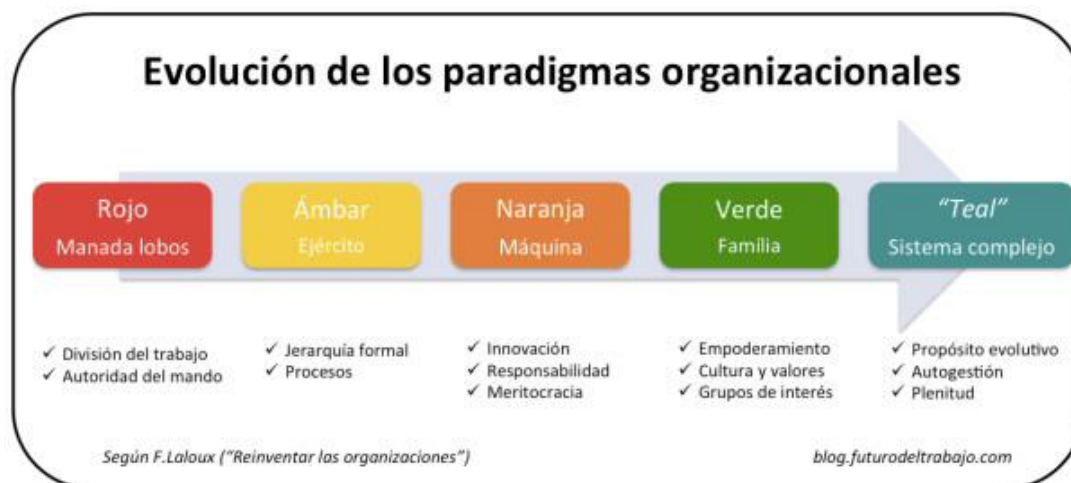 Evolución de los paradigmas organizacionales
Rojo
Manada lobos
Ámbar
Ejército
Naranja
Máquina
Verde
Família
“Teal”
Sistema complejo
✓ División del trabajo
✓ Autoridad del mando
✓ Jerarquía formal
✓ Procesos
✓ Innovación
✓ Responsabilidad
✓ Meritocracia
✓ Empoderamiento
✓ Cultura y valores
✓ Grupos de interés
✓ Propósito evolutivo
✓ Autogestión
✓ Plenitud
Según F.Laloux (“Reinventar las organizaciones”)
blog.futurodeltrabajo.com